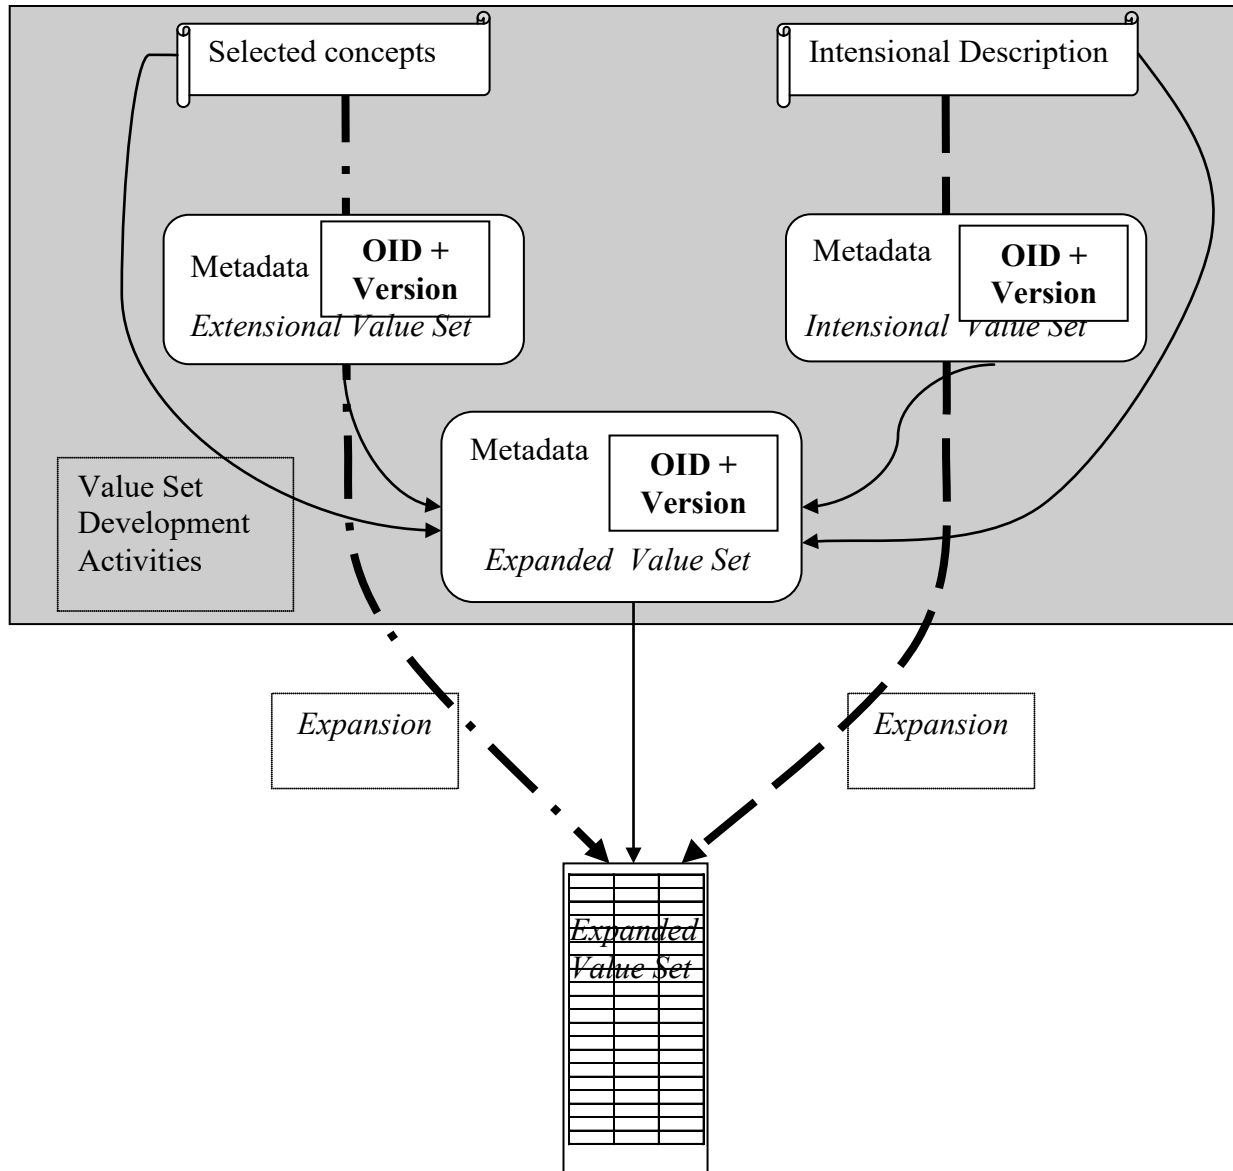 Selected concepts
Intensional Description
Metadata
OID +
Version
Extensional Value Set
Metadata
OID +
Version
Intensional Value Set
Metadata
OID +
Version
Expanded Value Set
Value Set
Development
Activities
Expansion
Expansion
Expanded
Value Set